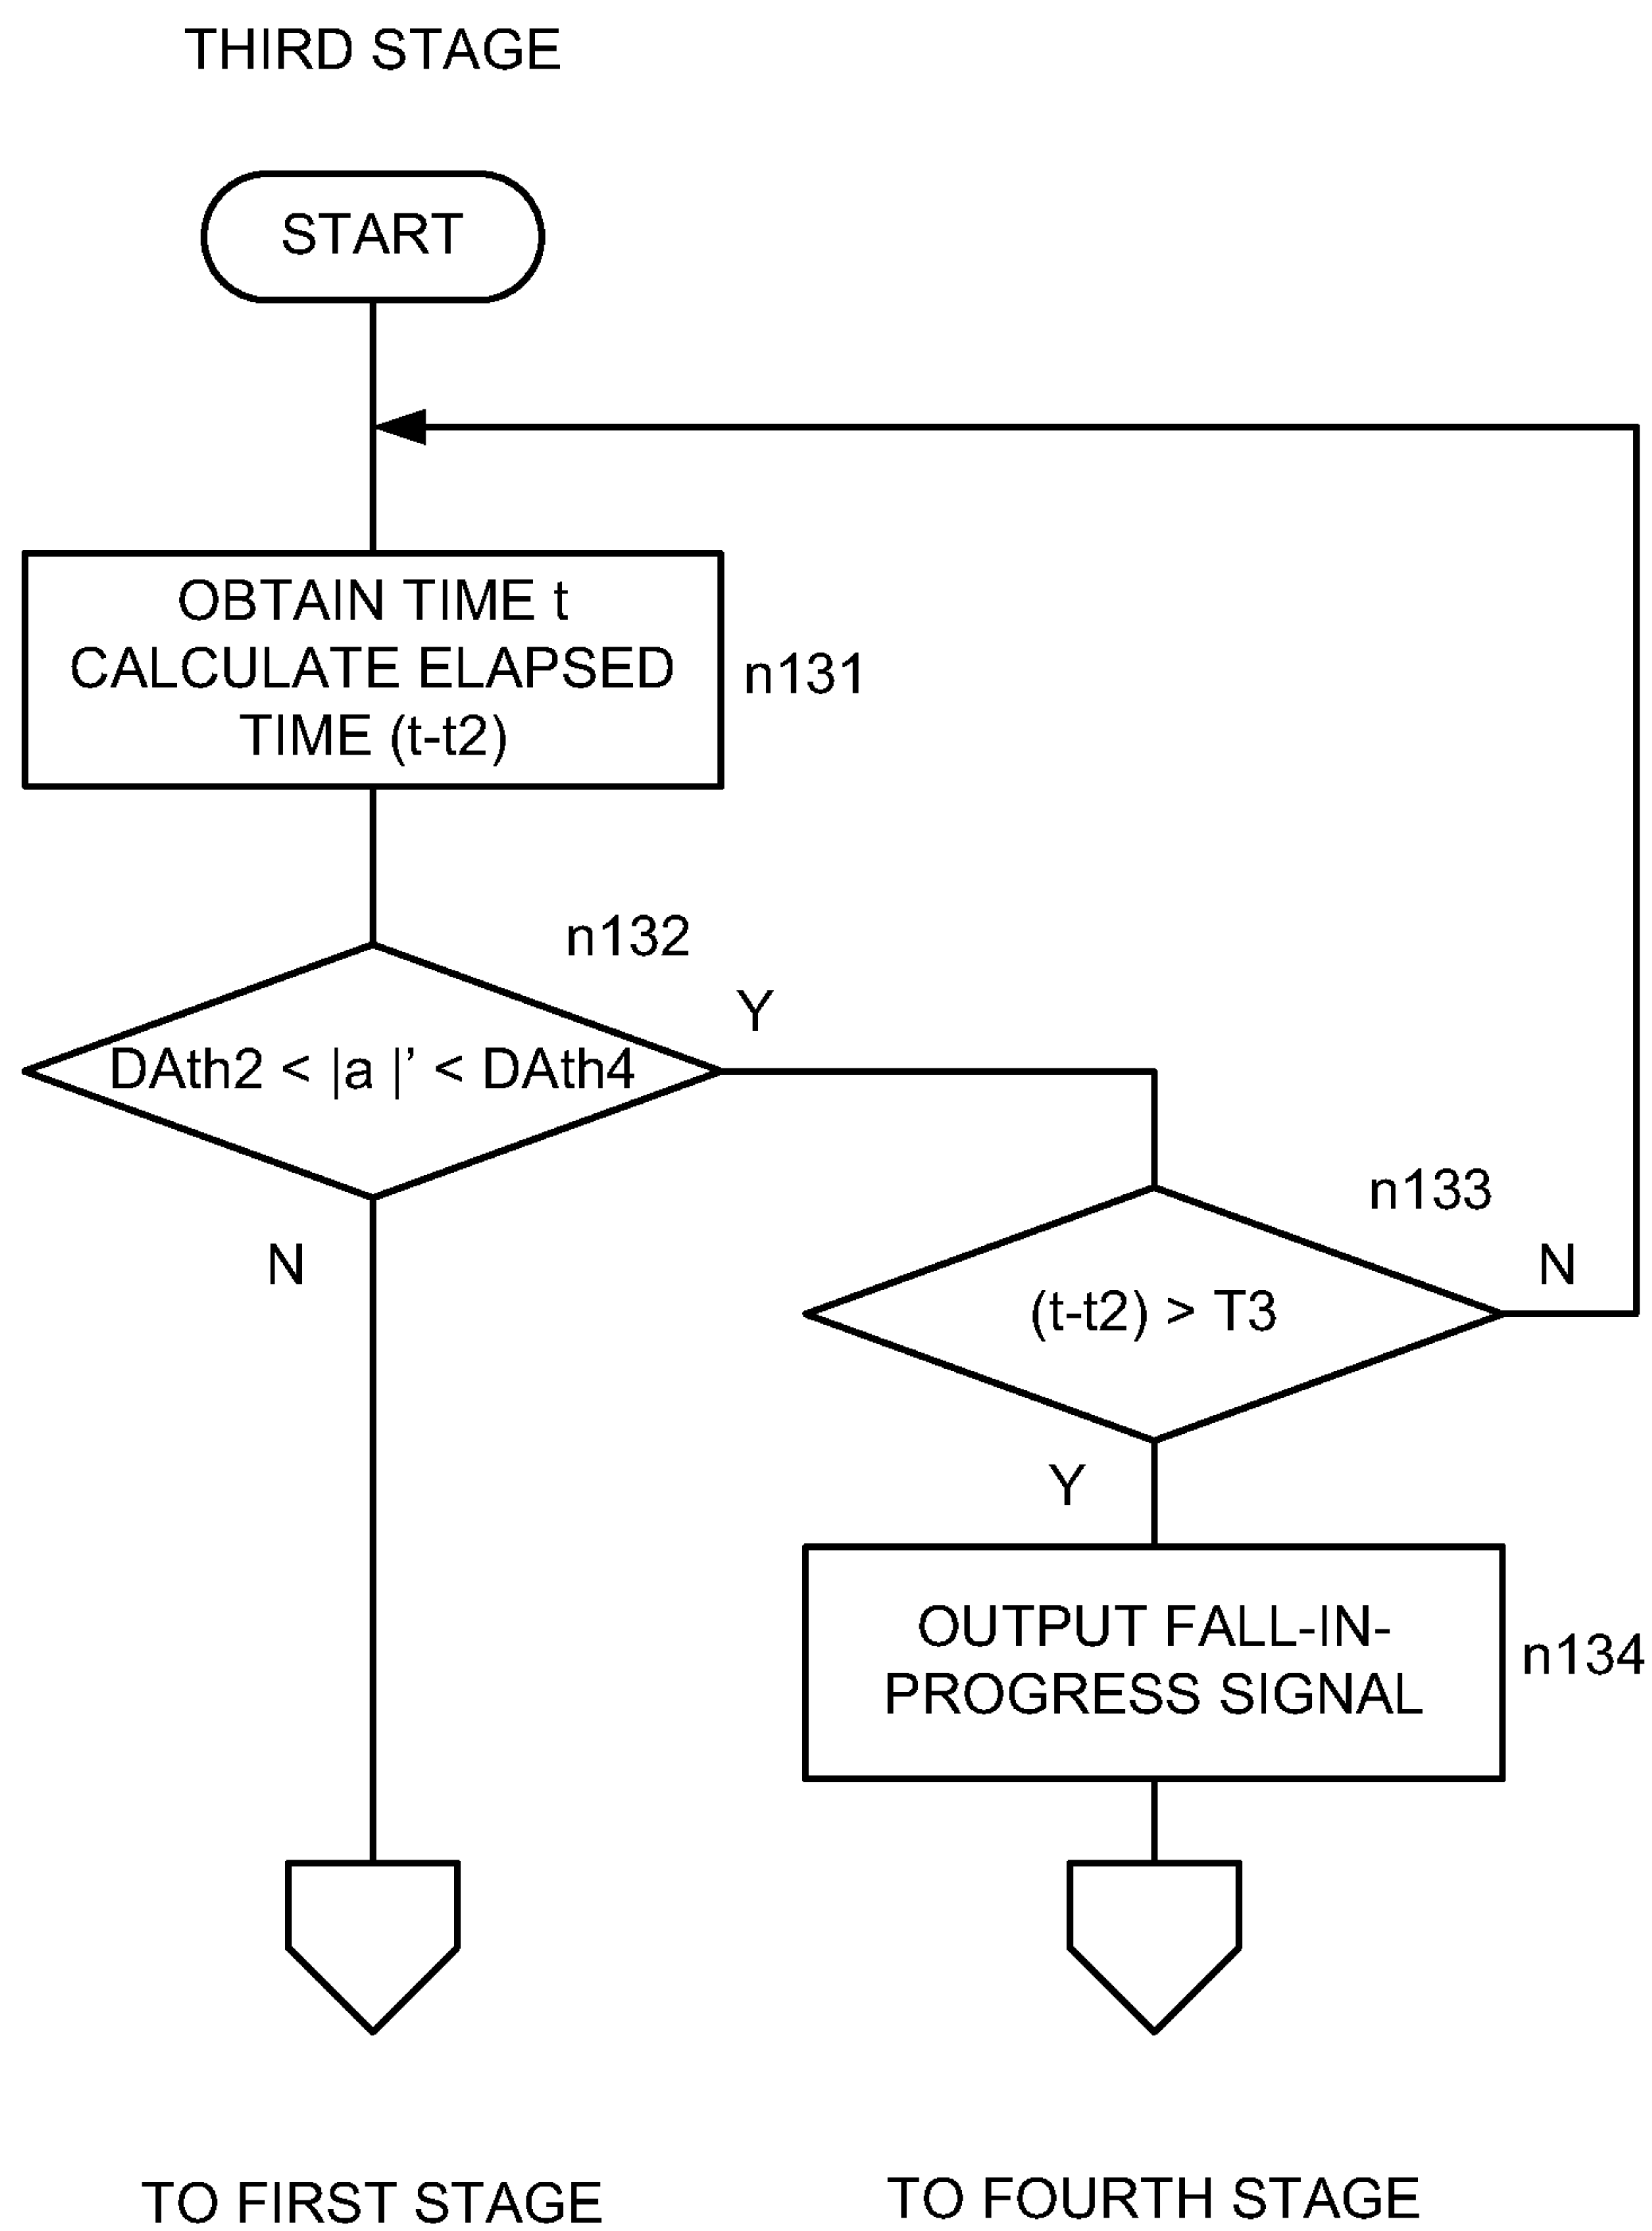 THIRD STAGE
START
OBTAIN TIME t
CALCULATE ELAPSED
TIME (t-t2)
n131
n132
DAth2 < |a |’ < DAth4
Y
N
n133
(t-t2) > T3
N
Y
OUTPUT FALL-IN-
PROGRESS SIGNAL
n134
TO FIRST STAGE
TO FOURTH STAGE